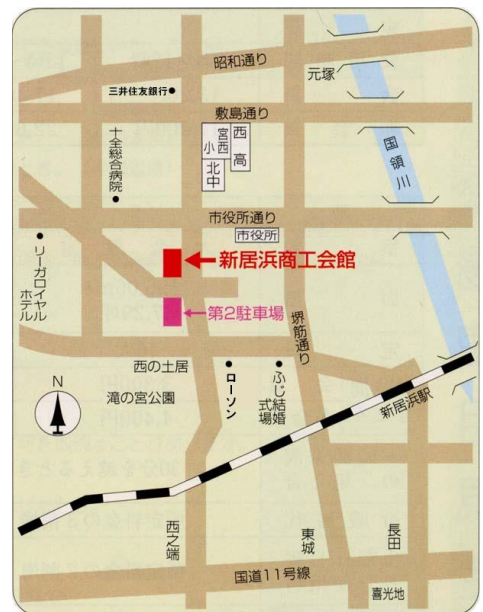 昭和通り
元塚
三井住友銀行
敷島通り
十全総合病院
宮西小
西高
北中
国領川
市役所通り
市役所
新居浜商工会館
リーガロイヤル
ホテル
第2駐車場
堺筋通り
西の土居
滝の宮公園
ローソン
ふじ結婚
式場
N
新居浜駅
西之端
東城
長田
国道11号線
喜光地